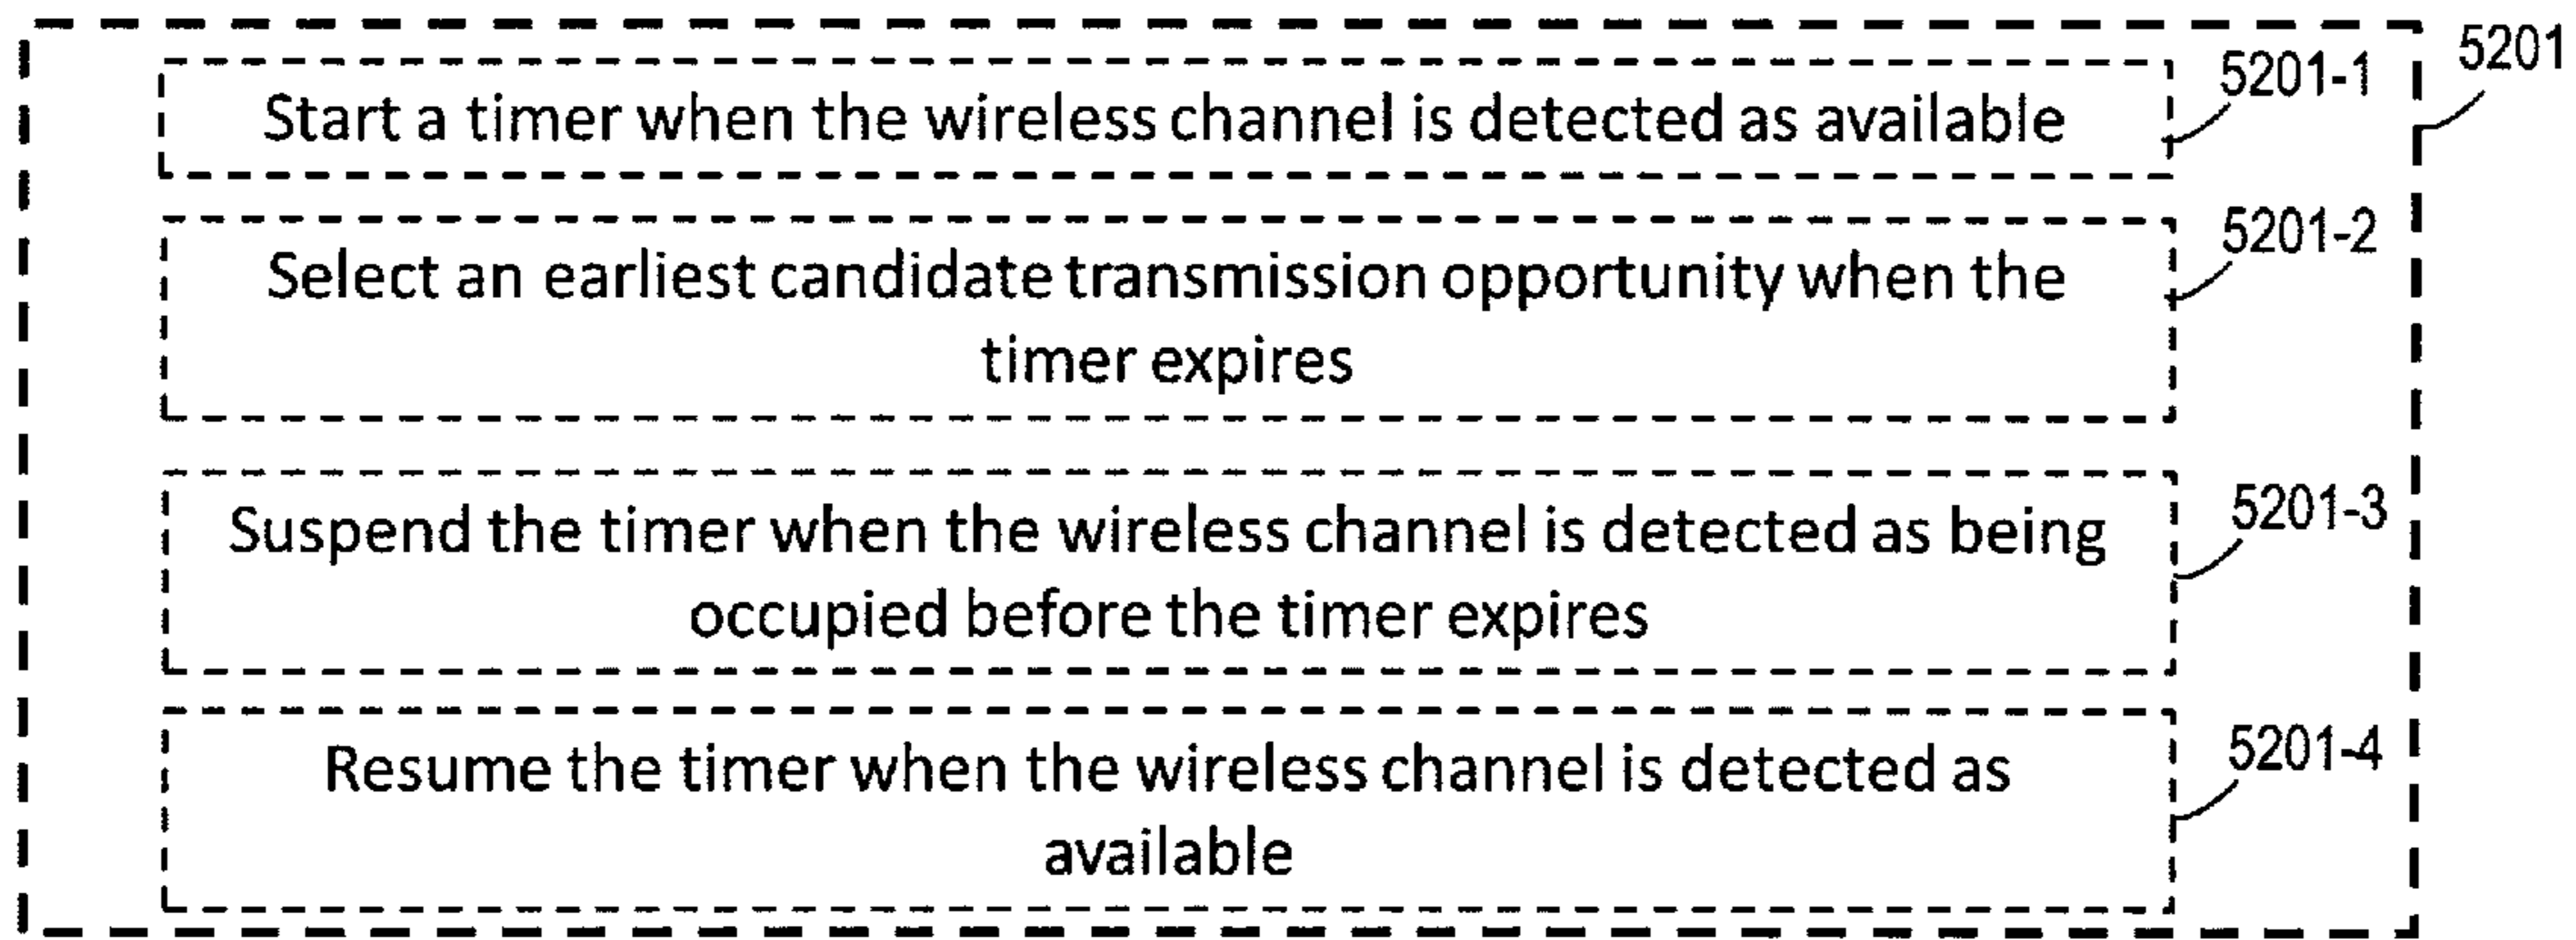 5201
5201-1
Start a timer when the wireless channel is detected as available
5201-2
Select an earliest candidate transmission opportunity when the
timer expires
5201-3
Suspend the timer when the wireless channel is detected as being
occupied before the timer expires
5201-4
Resume the timer when the wireless channel is detected as
available